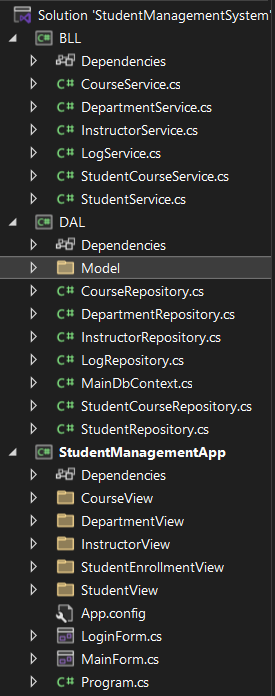 Solution 'StudentManagementSystem'
BLL
Dependencies
CourseService.cs
DepartmentService.cs
InstructorService.cs
LogService.cs
StudentCourseService.cs
StudentService.cs
DAL
Dependencies
Model
CourseRepository.cs
DepartmentRepository.cs
InstructorRepository.cs
LogRepository.cs
MainDbContext.cs
StudentCourseRepository.cs
StudentRepository.cs
StudentManagementApp
Dependencies
CourseView
DepartmentView
InstructorView
StudentEnrollmentView
StudentView
App.config
LoginForm.cs
MainForm.cs
Program.cs